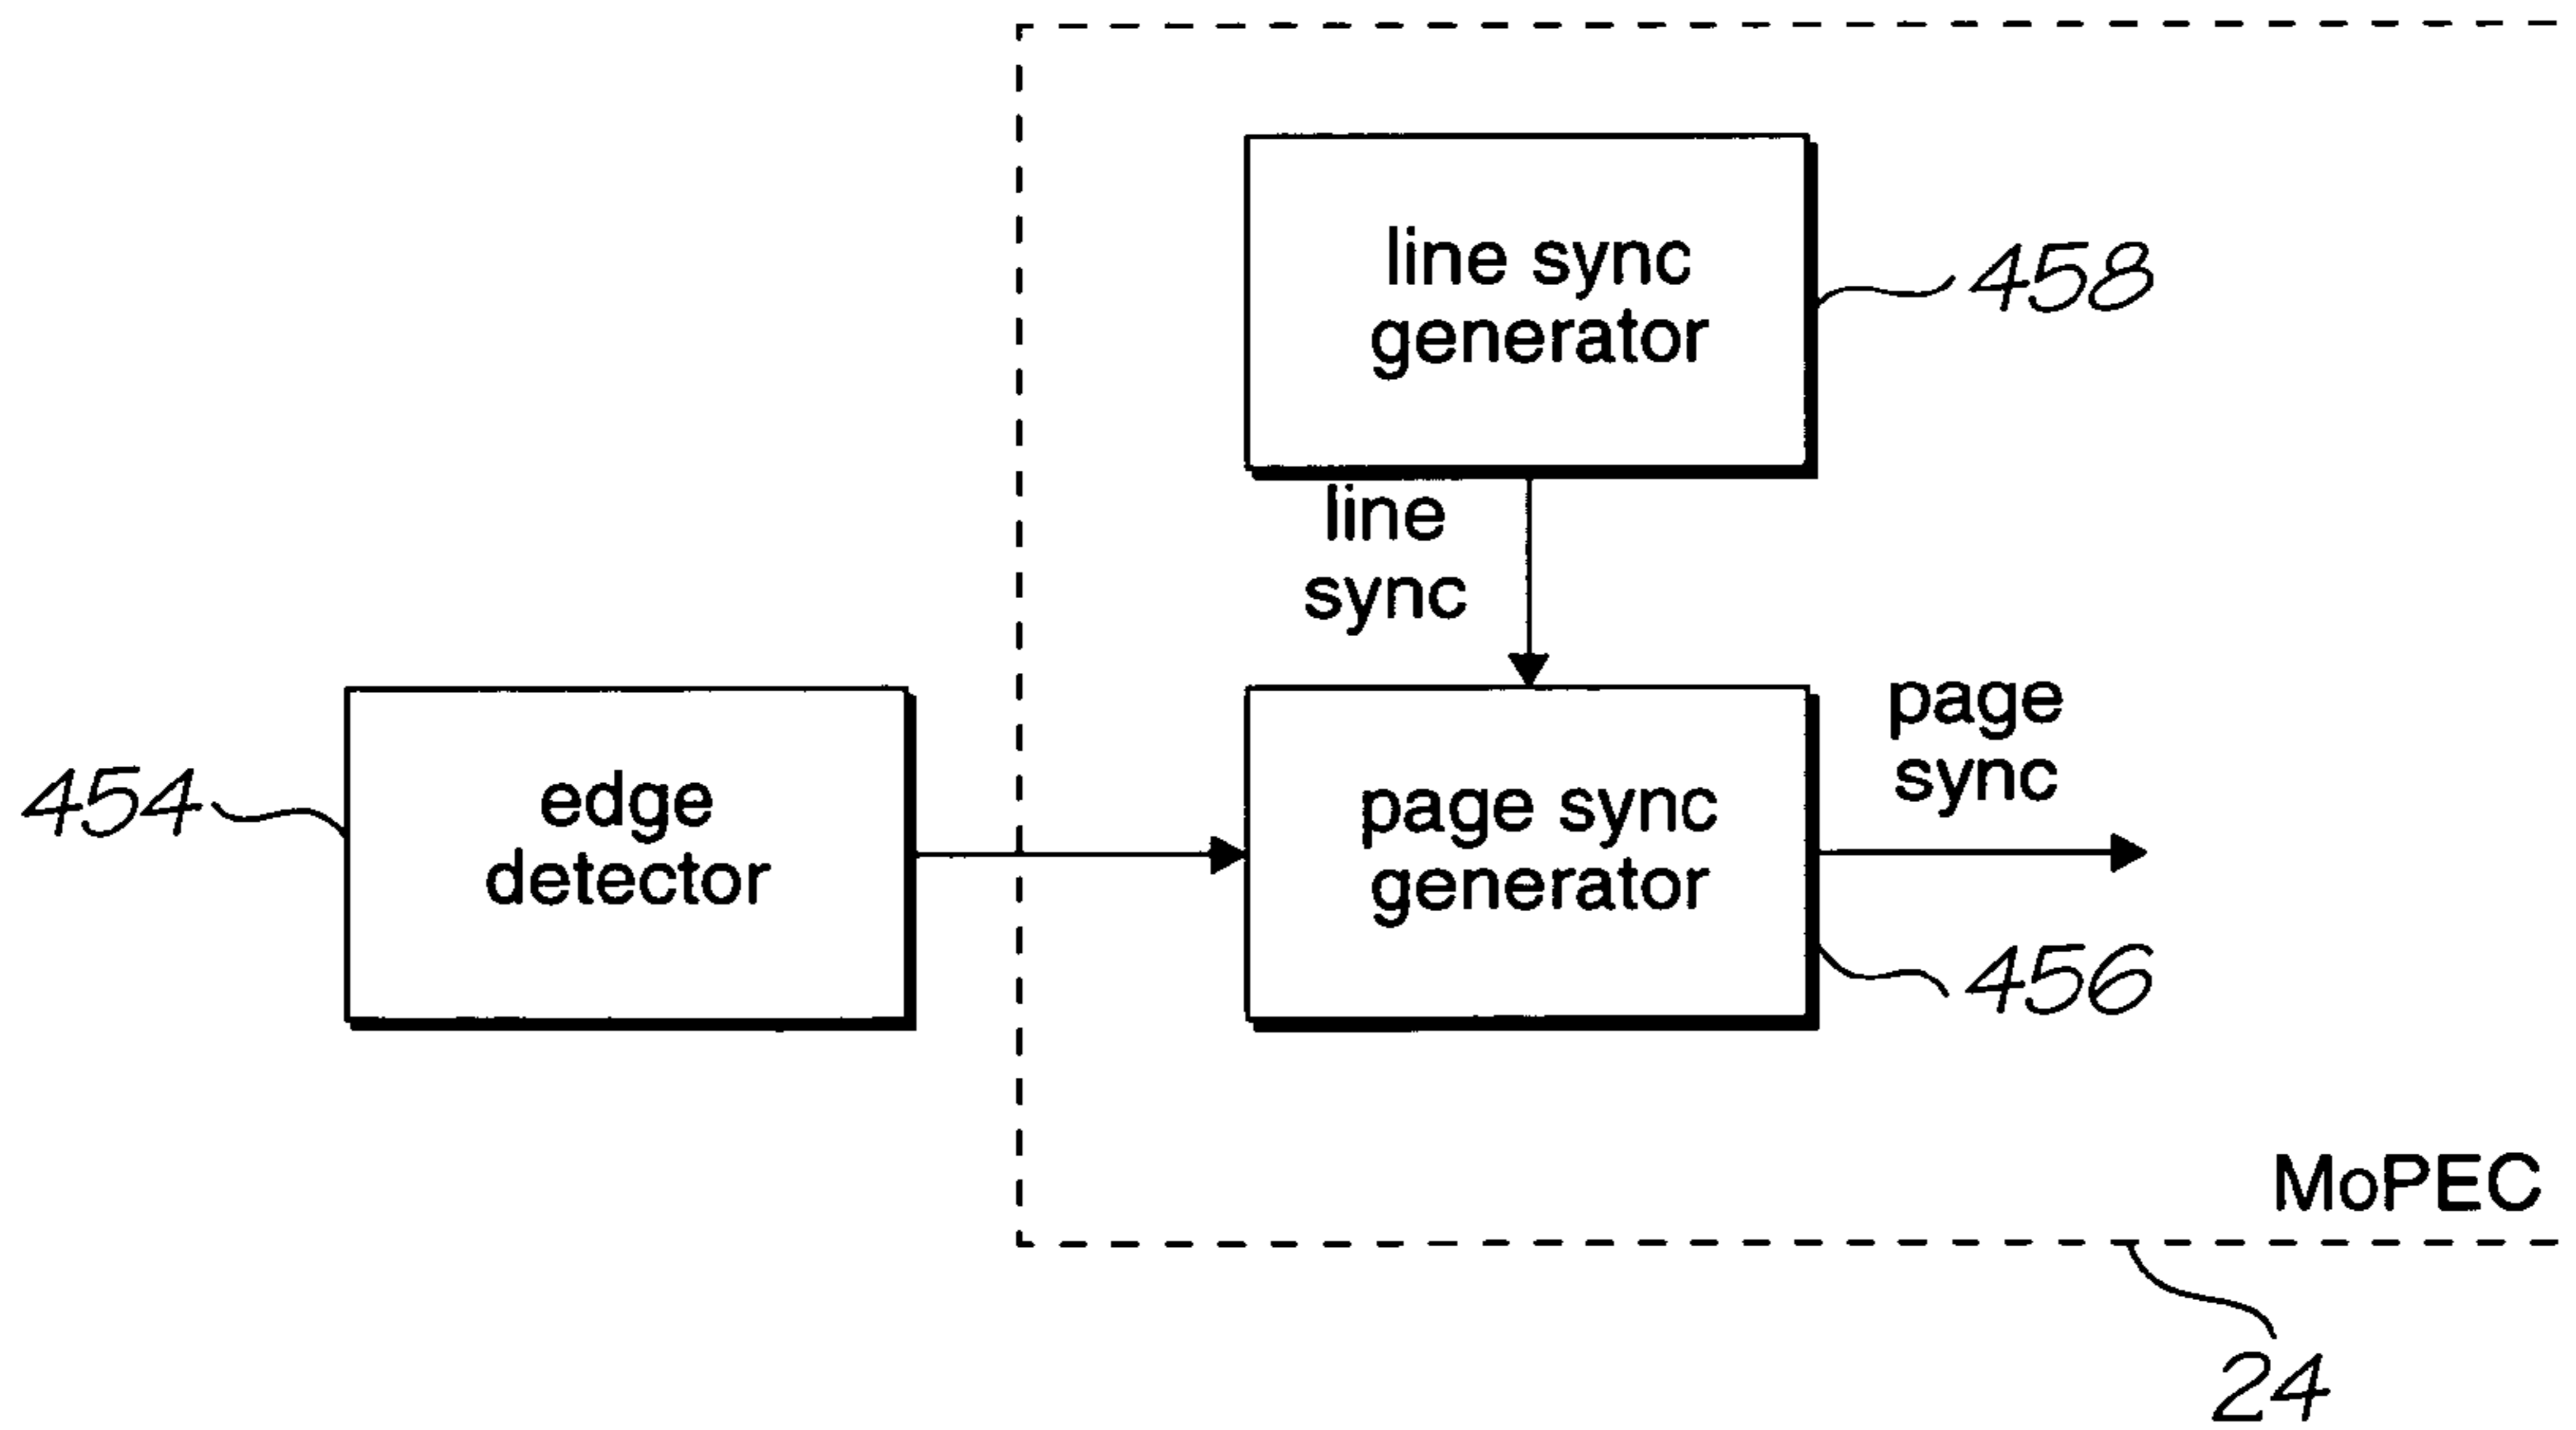 line sync
generator
458
line
sync
454
edge
detector
page sync
generator
page
sync
456
MoPEC
24